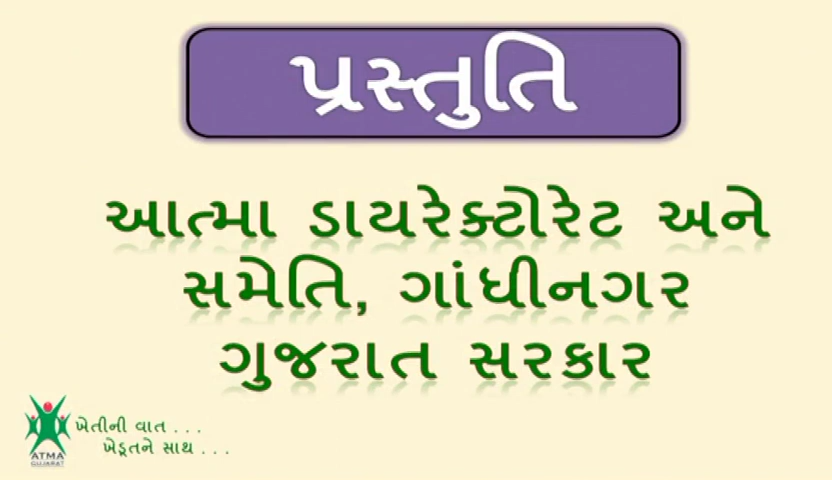 પ્રસ્તુતિ
આત્મા ડાયરેક્ટોરેટ અને
સમેતિ, ગાંધીનગર
ગુજરાત સરકાર
ખેતીની વાત . . .
ખેડૂતને સાથ . . .
ATMA
GUJARAT